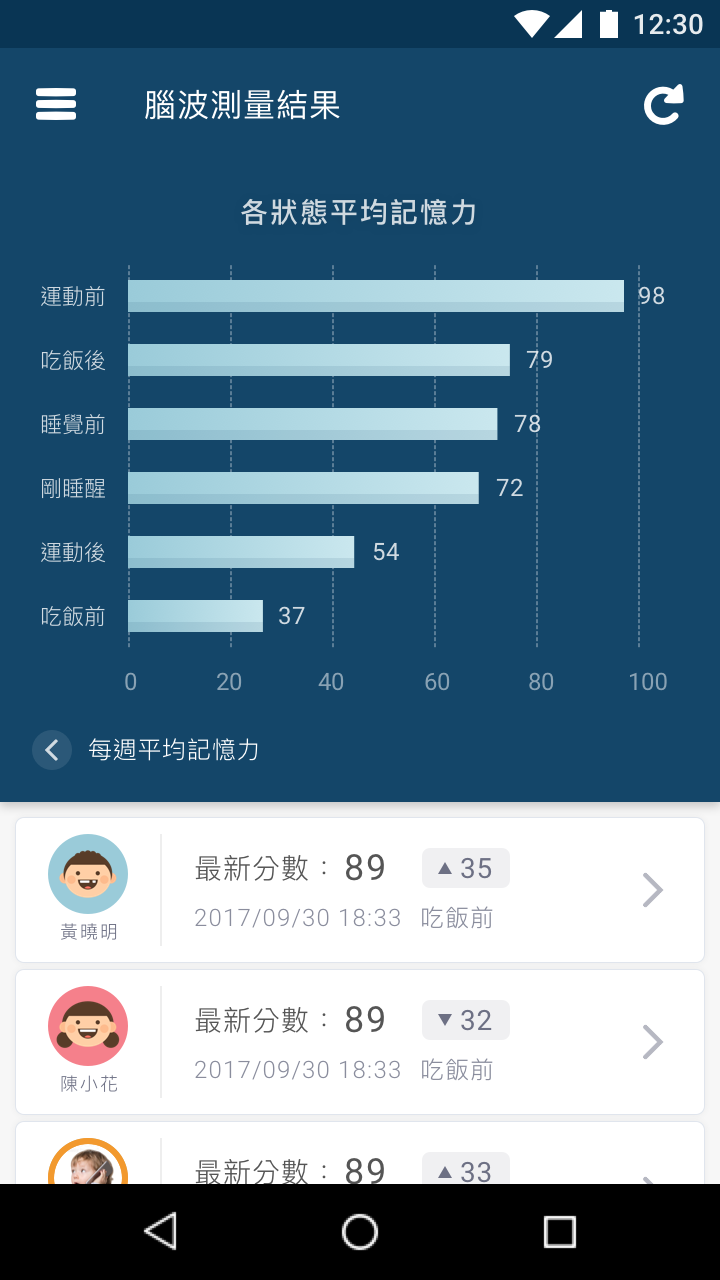 12:30
腦波測量結果
各狀態平均記憶力
運動前 98
吃飯後 79
睡覺前 78
剛睡醒 72
運動後 54
吃飯前 37
0 20 40 60 80 100
每週平均記憶力
最新分數： 89 ▲35
2017/09/30 18:33 吃飯前
黃曉明
最新分數： 89 ▼32
2017/09/30 18:33 吃飯前
陳小花
最新分數： 89 ▲33